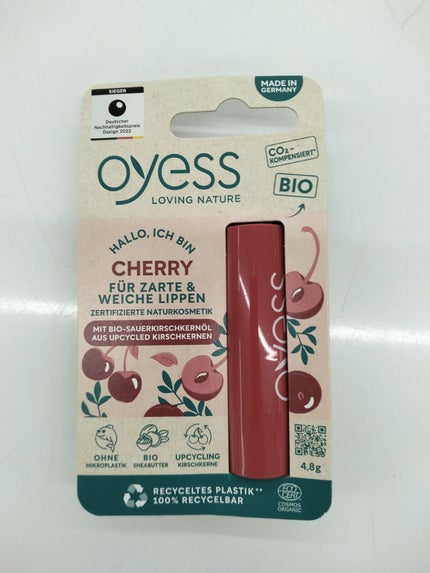 SIEGER
Deutscher
Nachhaltigkeitspreis
Design 2022
MADE IN
GERMANY
oyess
LOVING NATURE
CO₂-
KOMPENSIERT*
BIO
HALLO, ICH BIN
CHERRY
FÜR ZARTE &
WEICHE LIPPEN
ZERTIFIZIERTE NATURKOSMETIK
MIT BIO-SAUERKIRSCHKERNÖL
AUS UPCYCLED KIRSCHKERNEN
oyess
OHNE
MIKROPLASTIK
BIO
SHEABUTTER
UPCYCLING
KIRSCHKERNE
4,8g
RECYCELTES PLASTIK**
100% RECYCELBAR
ECO
CERT
COSMOS
ORGANIC